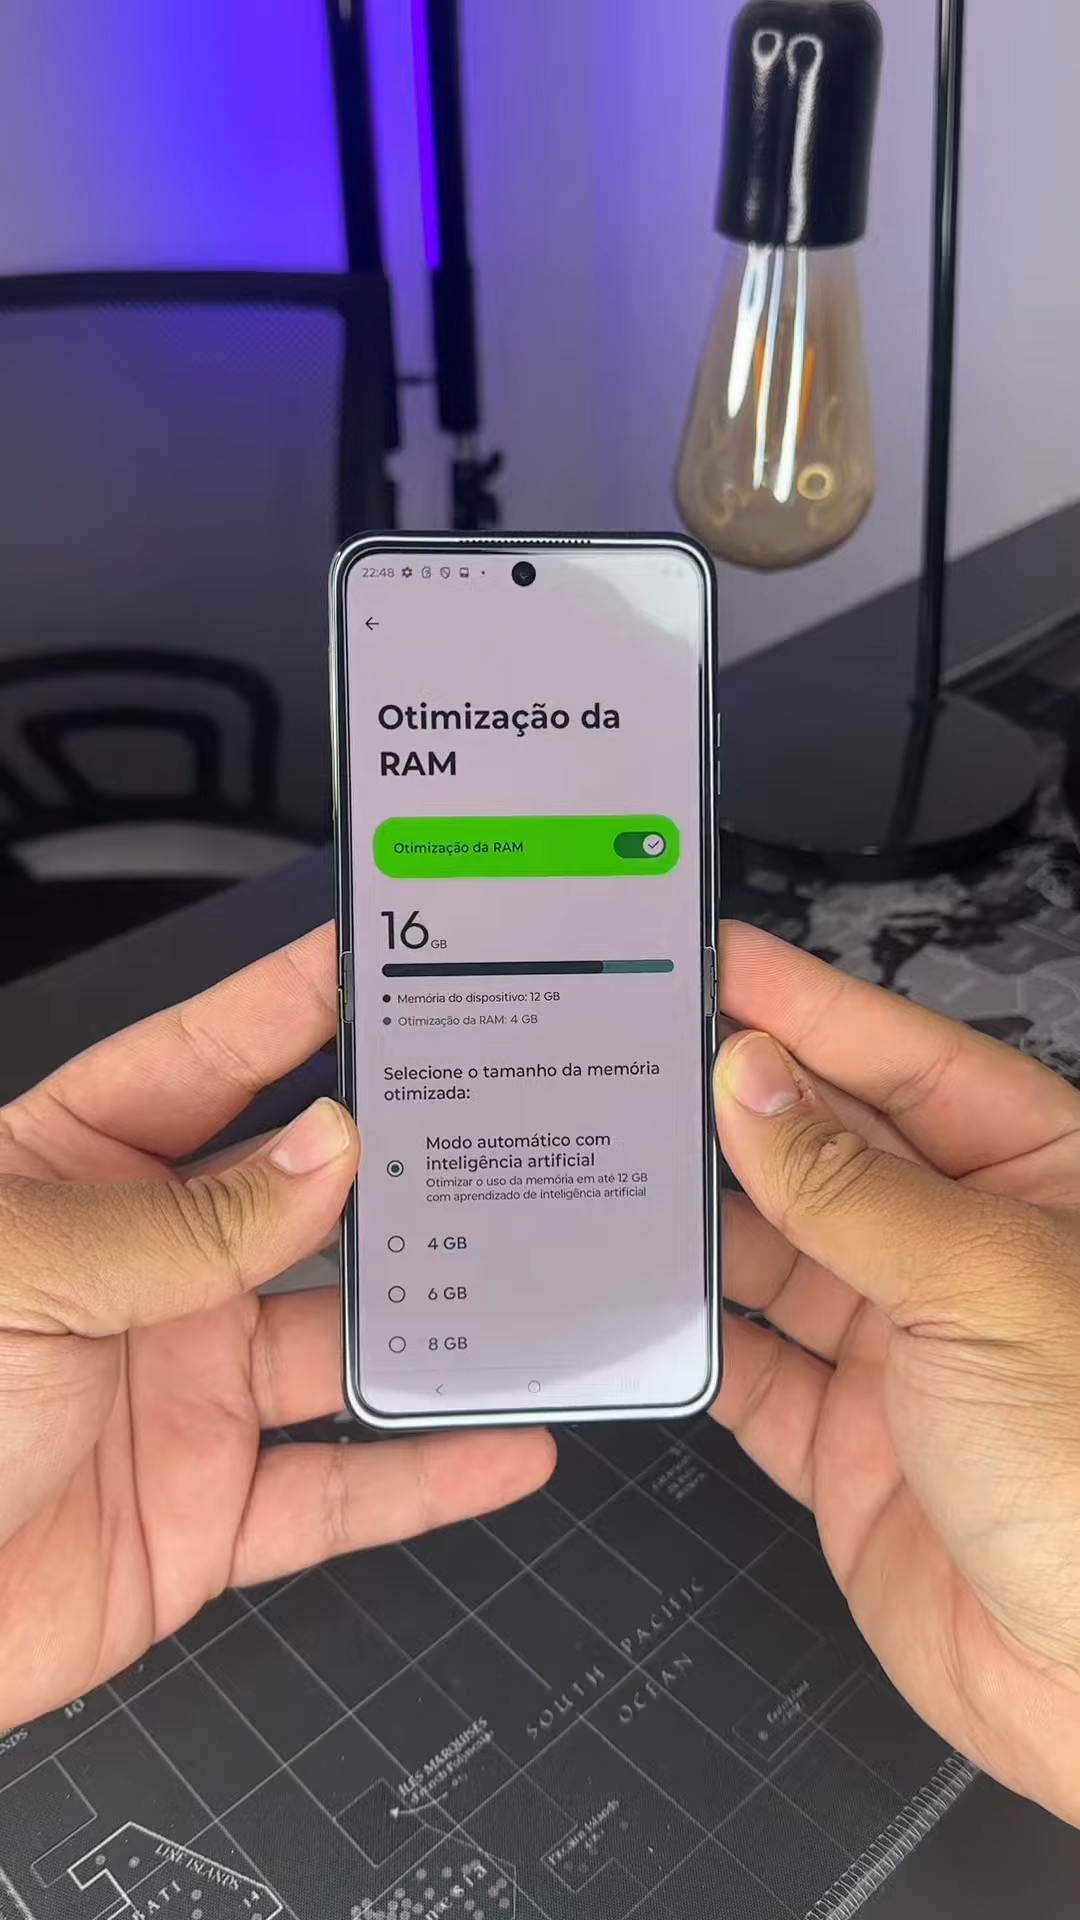 22:48
Otimização da
RAM
Otimização da RAM
16 GB
Memória do dispositivo: 12 GB
Otimização da RAM: 4 GB
Selecione o tamanho da memória
otimizada:
Modo automático com
inteligência artificial
Otimizar o uso da memória em até 12 GB
com aprendizado de inteligência artificial
4 GB
6 GB
8 GB
SOUTH PACIFIC
OCEAN
ILES MARQUISES
LINE ISLANDS
14
BATI